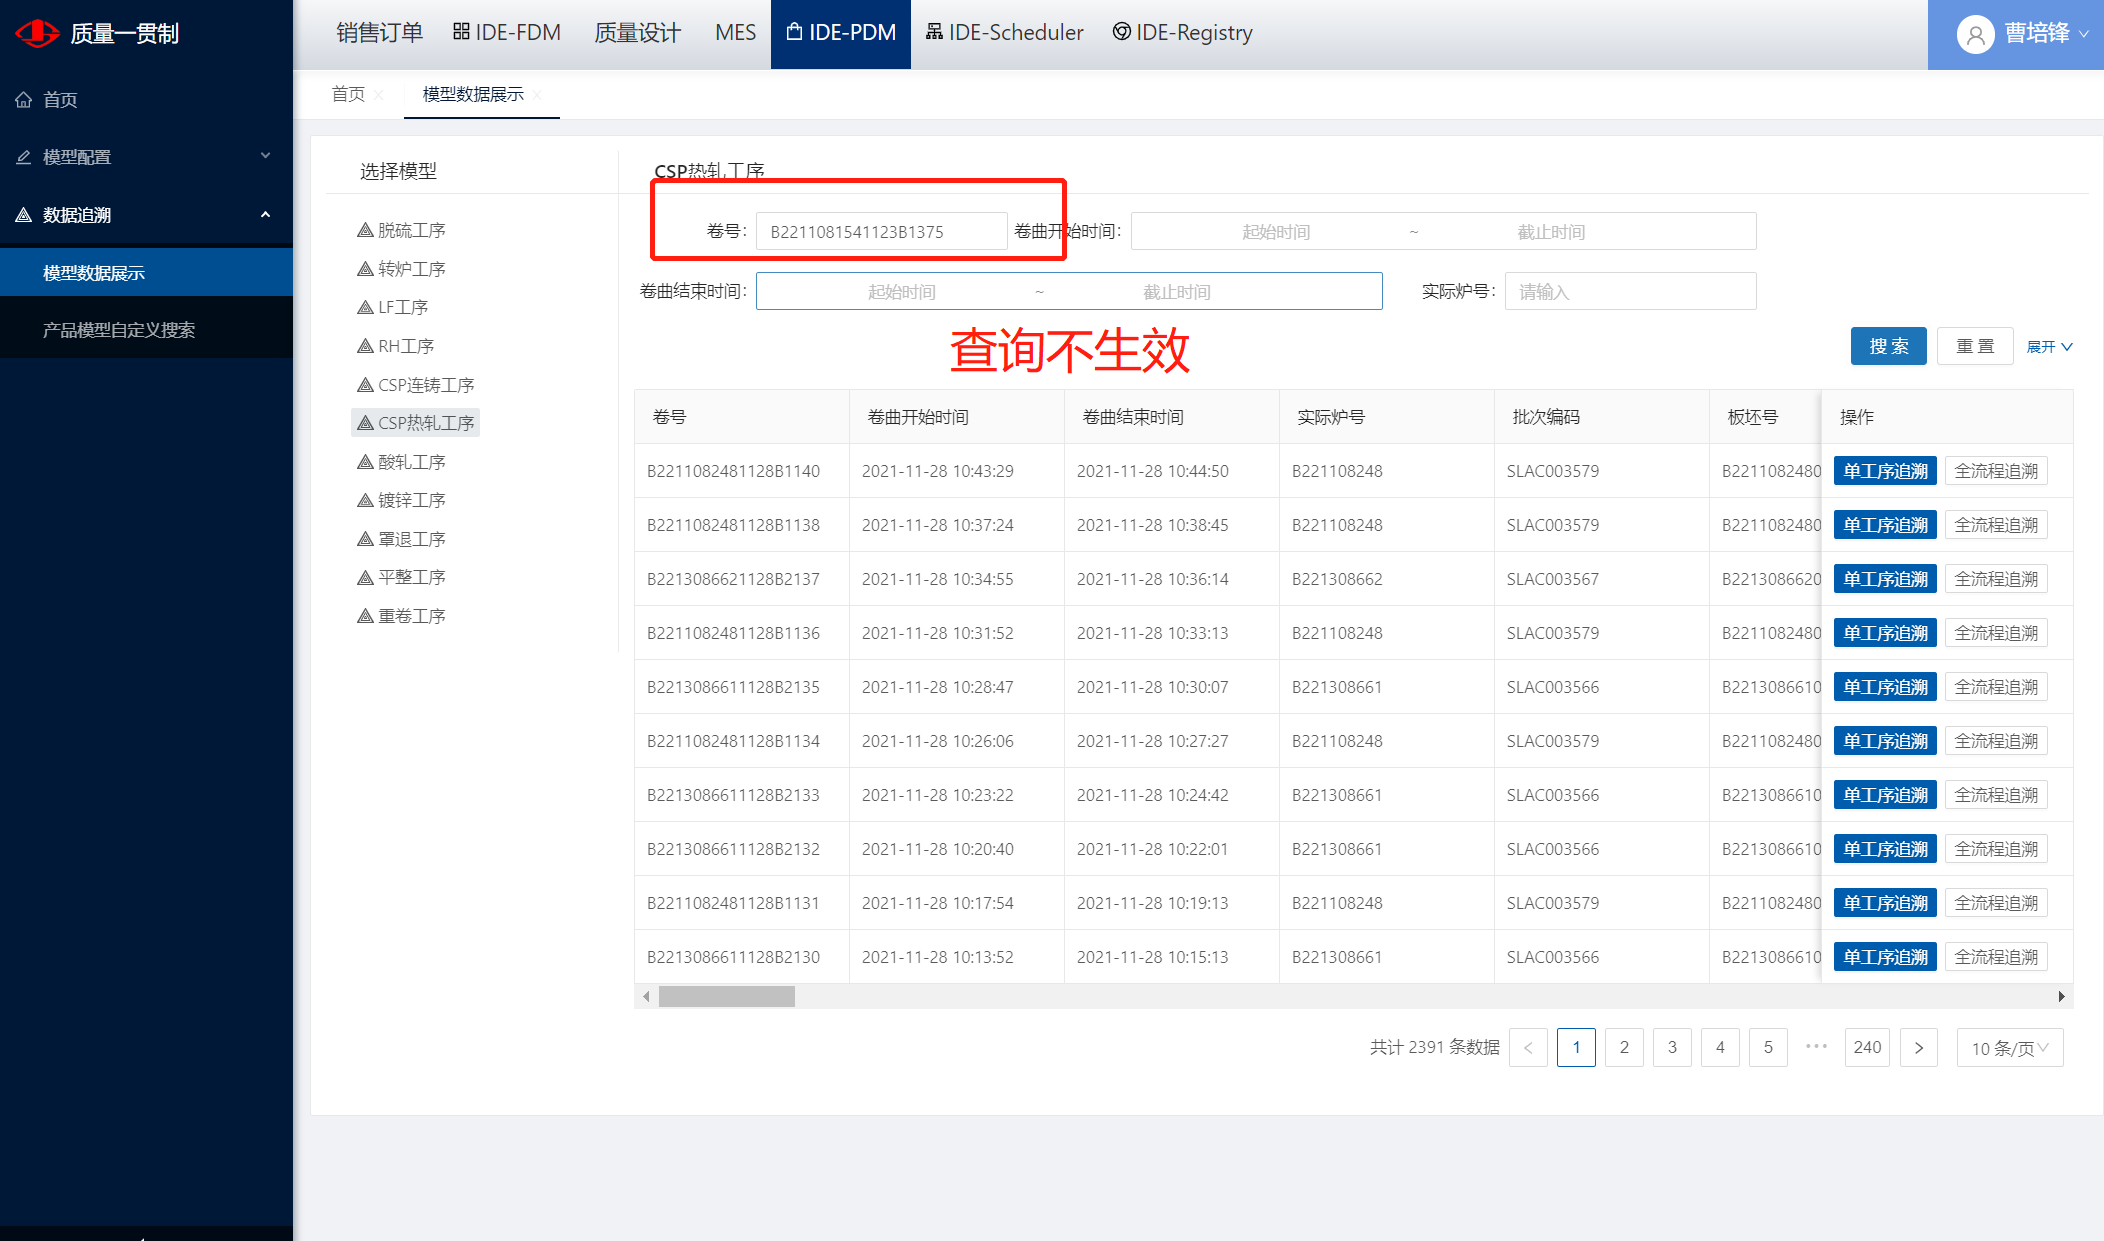 质量一贯制
销售订单 IDE-FDM 质量设计 MES IDE-PDM IDE-Scheduler IDE-Registry
曹培锋
首页
模型配置
数据追溯
模型数据展示
产品模型自定义搜索
首页 模型数据展示
选择模型
脱硫工序
转炉工序
LF工序
RH工序
CSP连铸工序
CSP热轧工序
酸轧工序
镀锌工序
罩退工序
平整工序
重卷工序
CSP热轧工序
卷号: B2211081541123B1375 卷曲开始时间: 起始时间 ~ 截止时间
卷曲结束时间: 起始时间 ~ 截止时间 实际炉号: 请输入
查询不生效
搜 索 重 置 展开
卷号 卷曲开始时间 卷曲结束时间 实际炉号 批次编码 板坯号 操作
B2211082481128B1140 2021-11-28 10:43:29 2021-11-28 10:44:50 B221108248 SLAC003579 B2211082480 单工序追溯 全流程追溯
B2211082481128B1138 2021-11-28 10:37:24 2021-11-28 10:38:45 B221108248 SLAC003579 B2211082480 单工序追溯 全流程追溯
B2213086621128B2137 2021-11-28 10:34:55 2021-11-28 10:36:14 B221308662 SLAC003567 B2213086620 单工序追溯 全流程追溯
B2211082481128B1136 2021-11-28 10:31:52 2021-11-28 10:33:13 B221108248 SLAC003579 B2211082480 单工序追溯 全流程追溯
B2213086611128B2135 2021-11-28 10:28:47 2021-11-28 10:30:07 B221308661 SLAC003566 B2213086610 单工序追溯 全流程追溯
B2211082481128B1134 2021-11-28 10:26:06 2021-11-28 10:27:27 B221108248 SLAC003579 B2211082480 单工序追溯 全流程追溯
B2213086611128B2133 2021-11-28 10:23:22 2021-11-28 10:24:42 B221308661 SLAC003566 B2213086610 单工序追溯 全流程追溯
B2213086611128B2132 2021-11-28 10:20:40 2021-11-28 10:22:01 B221308661 SLAC003566 B2213086610 单工序追溯 全流程追溯
B2211082481128B1131 2021-11-28 10:17:54 2021-11-28 10:19:13 B221108248 SLAC003579 B2211082480 单工序追溯 全流程追溯
B2213086611128B2130 2021-11-28 10:13:52 2021-11-28 10:15:13 B221308661 SLAC003566 B2213086610 单工序追溯 全流程追溯
共计 2391 条数据 < 1 2 3 4 5 ••• 240 > 10 条/页